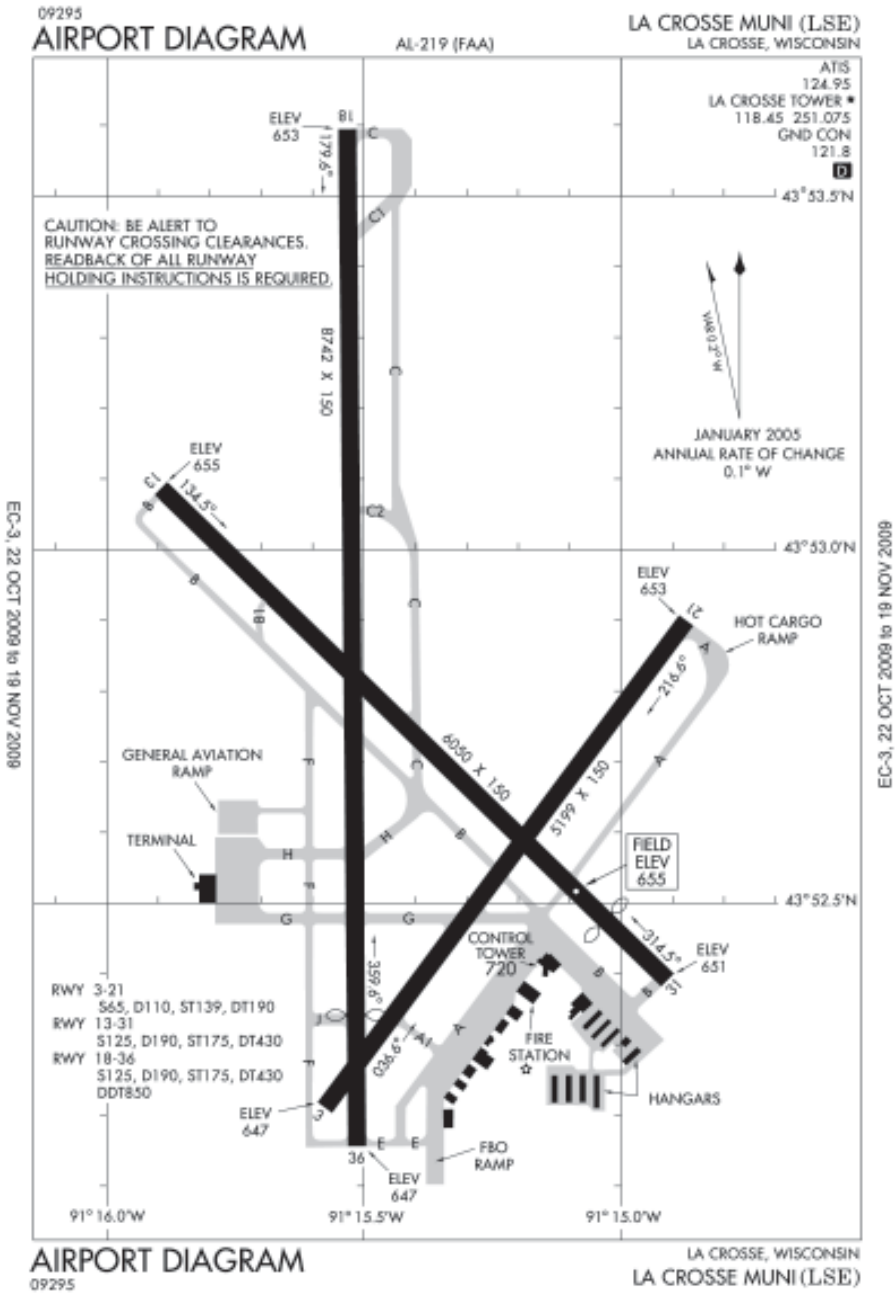 09295
AIRPORT DIAGRAM
AL-219 (FAA)
LA CROSSE MUNI (LSE)
LA CROSSE, WISCONSIN
ATIS
124.95
LA CROSSE TOWER *
118.45 251.075
GND CON
121.8
D
ELEV
653
18
C
179.6°
43°53.5'N
C1
CAUTION: BE ALERT TO
RUNWAY CROSSING CLEARANCES.
READBACK OF ALL RUNWAY
HOLDING INSTRUCTIONS IS REQUIRED.
VAR 0.2° W
8742 X 150
C
JANUARY 2005
ANNUAL RATE OF CHANGE
0.1° W
ELEV
655
13
B
134.5°
C2
43°53.0'N
EC-3, 22 OCT 2009 to 19 NOV 2009
EC-3, 22 OCT 2009 to 19 NOV 2009
B
B1
C
ELEV
653
21
HOT CARGO
RAMP
A
216.6°
GENERAL AVIATION
RAMP
F
C
6050 X 150
5199 X 150
A
TERMINAL
H
H
B
F
FIELD
ELEV
655
G
G
43°52.5'N
CONTROL
TOWER
720
314.5°
ELEV
651
31
B
B
RWY 3-21
S65, D110, ST139, DT190
RWY 13-31
S125, D190, ST175, DT430
RWY 18-36
S125, D190, ST175, DT430
DDT850
359.6°
J
A1
A
036.6°
F
FIRE
STATION
HANGARS
ELEV
647
3
E
E
36
ELEV
647
FBO
RAMP
91°16.0'W
91°15.5'W
91°15.0'W
AIRPORT DIAGRAM
09295
LA CROSSE, WISCONSIN
LA CROSSE MUNI (LSE)